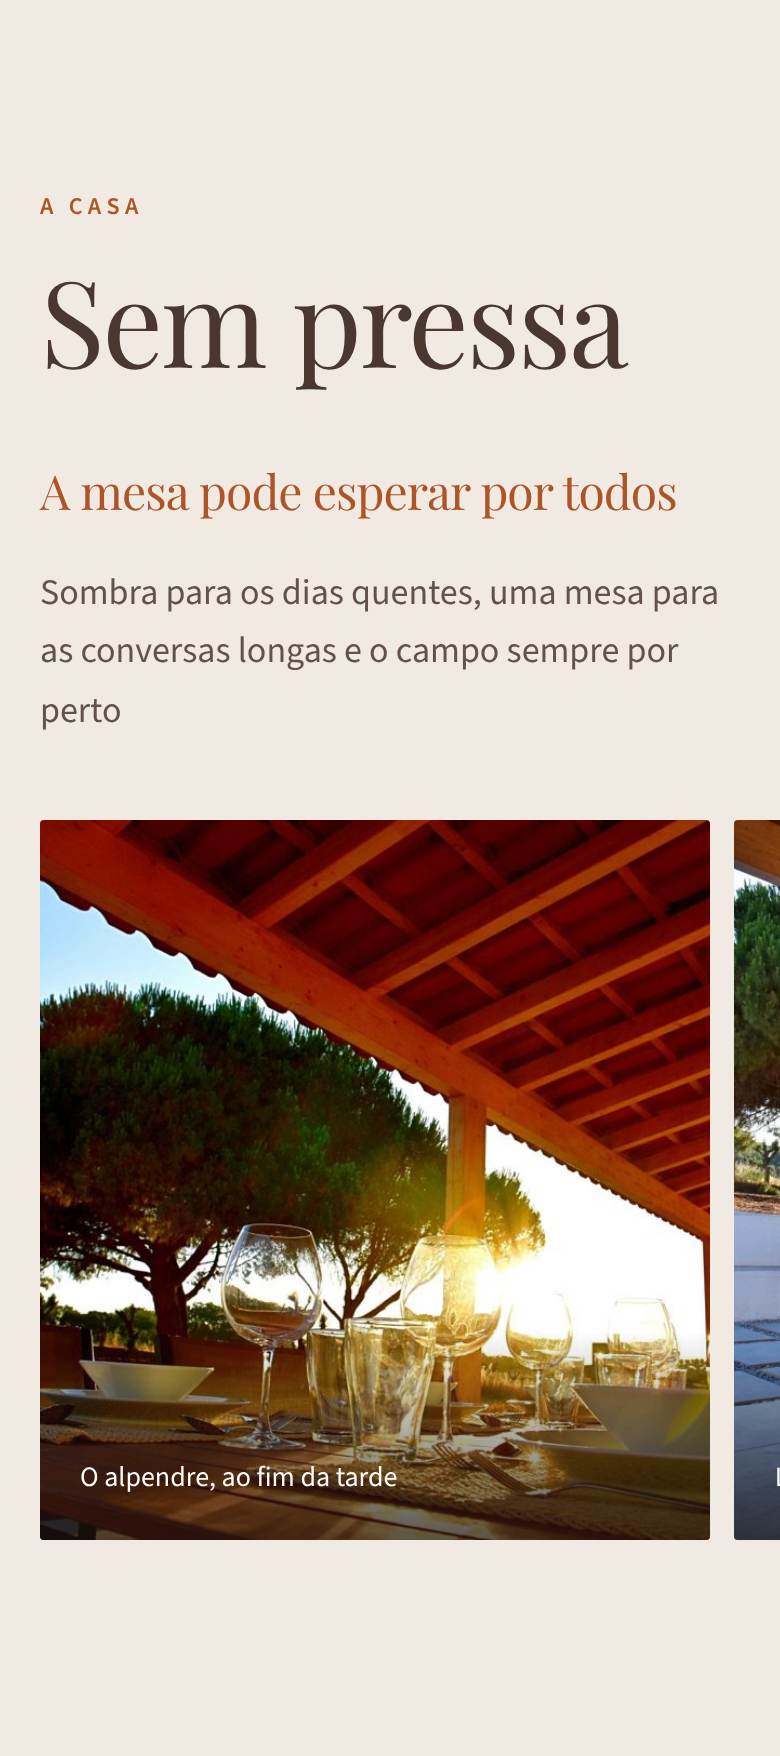 A CASA
Sem pressa
A mesa pode esperar por todos
Sombra para os dias quentes, uma mesa para
as conversas longas e o campo sempre por
perto
O alpendre, ao fim da tarde